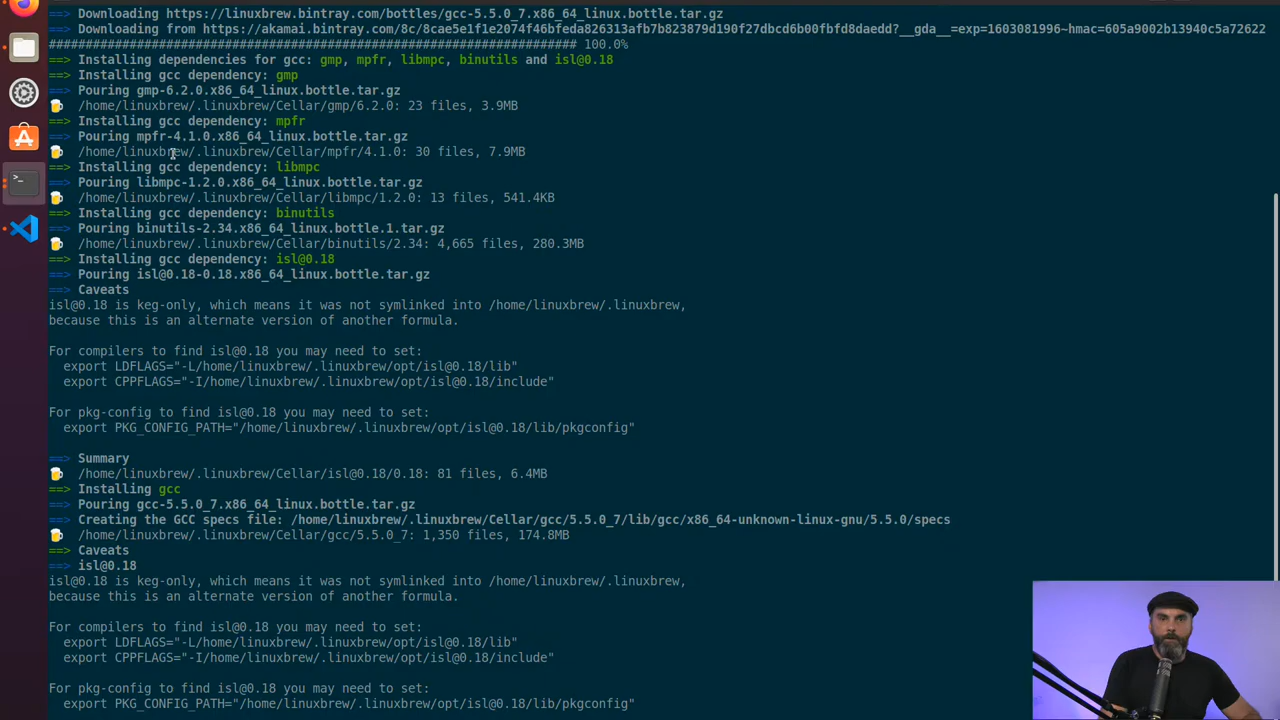 ==> Downloading https://linuxbrew.bintray.com/bottles/gcc-5.5.0_7.x86_64_linux.bottle.tar.gz
==> Downloading from https://akamai.bintray.com/8c/8cae5e1f1e2074f46bfeda826313afb7b823879d190f27dbcd6b00fbfd8daedd?__gda__=exp=1603081996~hmac=605a9002b13940c5a72622
######################################################################## 100.0%
==> Installing dependencies for gcc: gmp, mpfr, libmpc, binutils and isl@0.18
==> Installing gcc dependency: gmp
==> Pouring gmp-6.2.0.x86_64_linux.bottle.tar.gz
🍺 /home/linuxbrew/.linuxbrew/Cellar/gmp/6.2.0: 23 files, 3.9MB
==> Installing gcc dependency: mpfr
==> Pouring mpfr-4.1.0.x86_64_linux.bottle.tar.gz
🍺 /home/linuxbrew/.linuxbrew/Cellar/mpfr/4.1.0: 30 files, 7.9MB
==> Installing gcc dependency: libmpc
==> Pouring libmpc-1.2.0.x86_64_linux.bottle.tar.gz
🍺 /home/linuxbrew/.linuxbrew/Cellar/libmpc/1.2.0: 13 files, 541.4KB
==> Installing gcc dependency: binutils
==> Pouring binutils-2.34.x86_64_linux.bottle.1.tar.gz
🍺 /home/linuxbrew/.linuxbrew/Cellar/binutils/2.34: 4,665 files, 280.3MB
==> Installing gcc dependency: isl@0.18
==> Pouring isl@0.18-0.18.x86_64_linux.bottle.tar.gz
==> Caveats
isl@0.18 is keg-only, which means it was not symlinked into /home/linuxbrew/.linuxbrew,
because this is an alternate version of another formula.
For compilers to find isl@0.18 you may need to set:
export LDFLAGS="-L/home/linuxbrew/.linuxbrew/opt/isl@0.18/lib"
export CPPFLAGS="-I/home/linuxbrew/.linuxbrew/opt/isl@0.18/include"
For pkg-config to find isl@0.18 you may need to set:
export PKG_CONFIG_PATH="/home/linuxbrew/.linuxbrew/opt/isl@0.18/lib/pkgconfig"
==> Summary
🍺 /home/linuxbrew/.linuxbrew/Cellar/isl@0.18/0.18: 81 files, 6.4MB
==> Installing gcc
==> Pouring gcc-5.5.0_7.x86_64_linux.bottle.tar.gz
==> Creating the GCC specs file: /home/linuxbrew/.linuxbrew/Cellar/gcc/5.5.0_7/lib/gcc/x86_64-unknown-linux-gnu/5.5.0/specs
🍺 /home/linuxbrew/.linuxbrew/Cellar/gcc/5.5.0_7: 1,350 files, 174.8MB
==> Caveats
==> isl@0.18
isl@0.18 is keg-only, which means it was not symlinked into /home/linuxbrew/.linuxbrew,
because this is an alternate version of another formula.
For compilers to find isl@0.18 you may need to set:
export LDFLAGS="-L/home/linuxbrew/.linuxbrew/opt/isl@0.18/lib"
export CPPFLAGS="-I/home/linuxbrew/.linuxbrew/opt/isl@0.18/include"
For pkg-config to find isl@0.18 you may need to set:
export PKG_CONFIG_PATH="/home/linuxbrew/.linuxbrew/opt/isl@0.18/lib/pkgconfig"